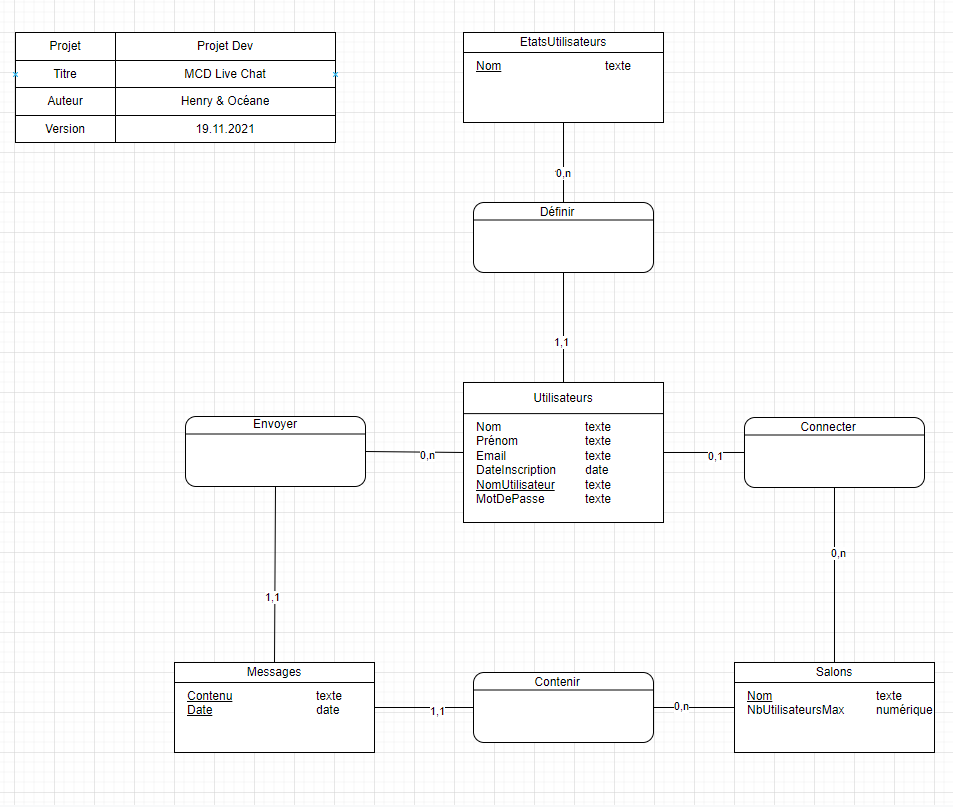 Projet Projet Dev
Titre MCD Live Chat
Auteur Henry & Océane
Version 19.11.2021
EtatsUtilisateurs
Nom texte
0,n
Définir
1,1
Utilisateurs
Nom texte
Prénom texte
Email texte
DateInscription date
NomUtilisateur texte
MotDePasse texte
Envoyer
0,n
0,1
Connecter
0,n
1,1
Messages
Contenu texte
Date date
1,1
Contenir
0,n
Salons
Nom texte
NbUtilisateursMax numérique